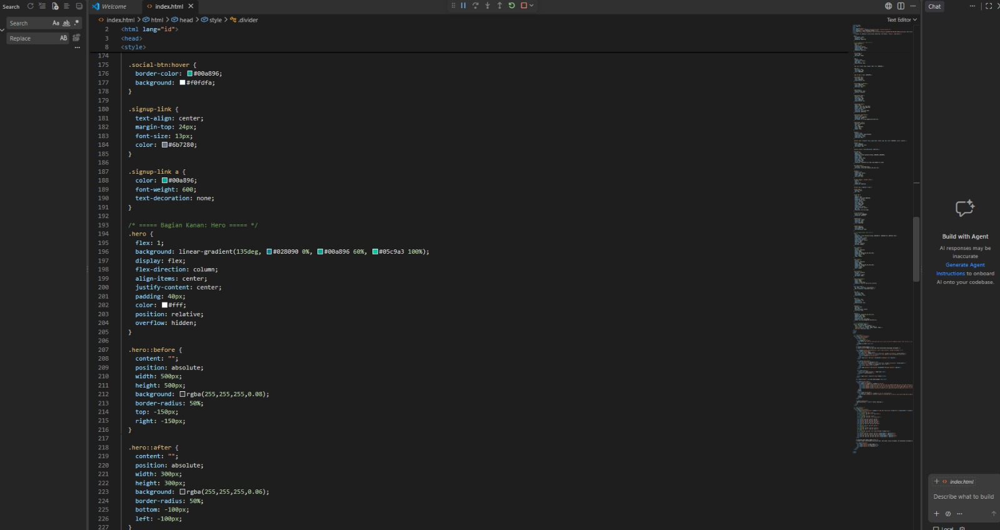 Search
Welcome
index.html
Chat
index.html > html > head > style > .divider
Text Editor
Search Aa ab .*
Replace AB
2 <html lang="id">
3 <head>
8 <style>
174
175 .social-btn:hover {
176 border-color: #00a896;
177 background: #f0fdfa;
178 }
179
180 .signup-link {
181 text-align: center;
182 margin-top: 24px;
183 font-size: 13px;
184 color: #6b7280;
185 }
186
187 .signup-link a {
188 color: #00a896;
189 font-weight: 600;
190 text-decoration: none;
191 }
192
193 /* ===== Bagian Kanan: Hero ===== */
194 .hero {
195 flex: 1;
196 background: linear-gradient(135deg, #028090 0%, #00a896 60%, #05c9a3 100%);
197 display: flex;
198 flex-direction: column;
199 align-items: center;
200 justify-content: center;
201 padding: 40px;
202 color: #fff;
203 position: relative;
204 overflow: hidden;
205 }
206
207 .hero::before {
208 content: "";
209 position: absolute;
210 width: 500px;
211 height: 500px;
212 background: rgba(255,255,255,0.08);
213 border-radius: 50%;
214 top: -150px;
215 right: -150px;
216 }
217
218 .hero::after {
219 content: "";
220 position: absolute;
221 width: 300px;
222 height: 300px;
223 background: rgba(255,255,255,0.06);
224 border-radius: 50%;
225 bottom: -100px;
226 left: -100px;
227 }
Build with Agent
AI responses may be
inaccurate
Generate Agent
Instructions to onboard
AI onto your codebase.
index.html
Describe what to build
Local